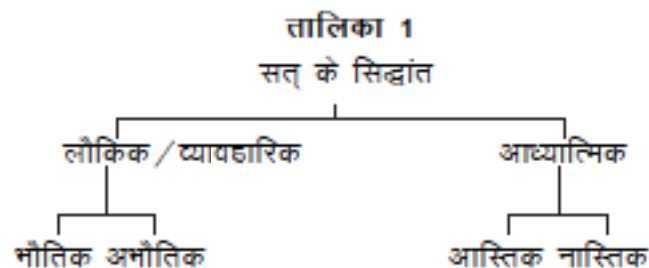 तालिका 1
सत् के सिद्धांत
लौकिक / व्यावहारिक आध्यात्मिक
भौतिक अभौतिक आस्तिक नास्तिक